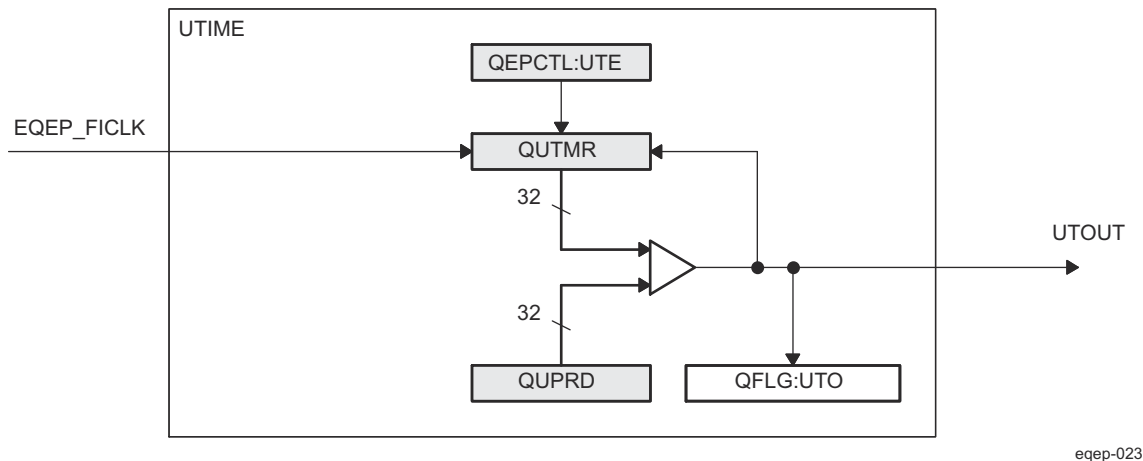 UTIME
QEPCTL:UTE
EQEP_FICLK
QUTMR
32
UTOUT
32
QUPRD
QFLG:UTO
eqep-023